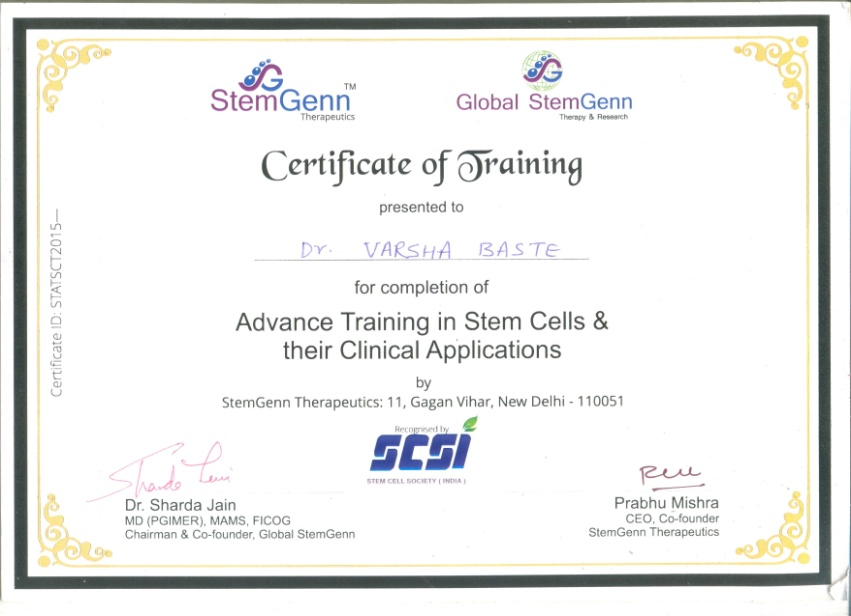 StemGenn™
Therapeutics
Global StemGenn
Therapy & Research
Certificate of Training
presented to
Dr. VARSHA BASTE
for completion of
Advance Training in Stem Cells &
their Clinical Applications
by
StemGenn Therapeutics: 11, Gagan Vihar, New Delhi - 110051
Recognised by
SCSI
STEM CELL SOCIETY ( INDIA )
Sharda Jain
Dr. Sharda Jain
MD (PGIMER), MAMS, FICOG
Chairman & Co-founder, Global StemGenn
Prabhu Mishra
CEO, Co-founder
StemGenn Therapeutics
Certificate ID: STATSCT2015—